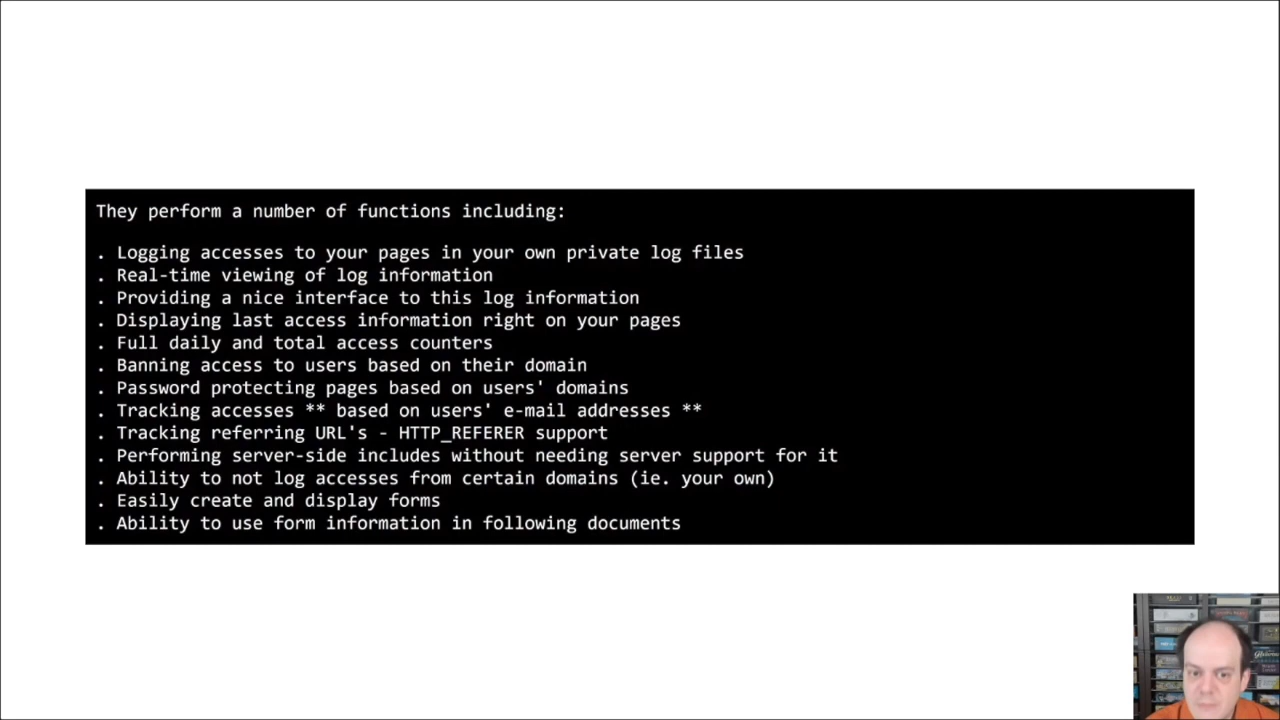 They perform a number of functions including:
. Logging accesses to your pages in your own private log files
. Real-time viewing of log information
. Providing a nice interface to this log information
. Displaying last access information right on your pages
. Full daily and total access counters
. Banning access to users based on their domain
. Password protecting pages based on users' domains
. Tracking accesses ** based on users' e-mail addresses **
. Tracking referring URL's - HTTP_REFERER support
. Performing server-side includes without needing server support for it
. Ability to not log accesses from certain domains (ie. your own)
. Easily create and display forms
. Ability to use form information in following documents